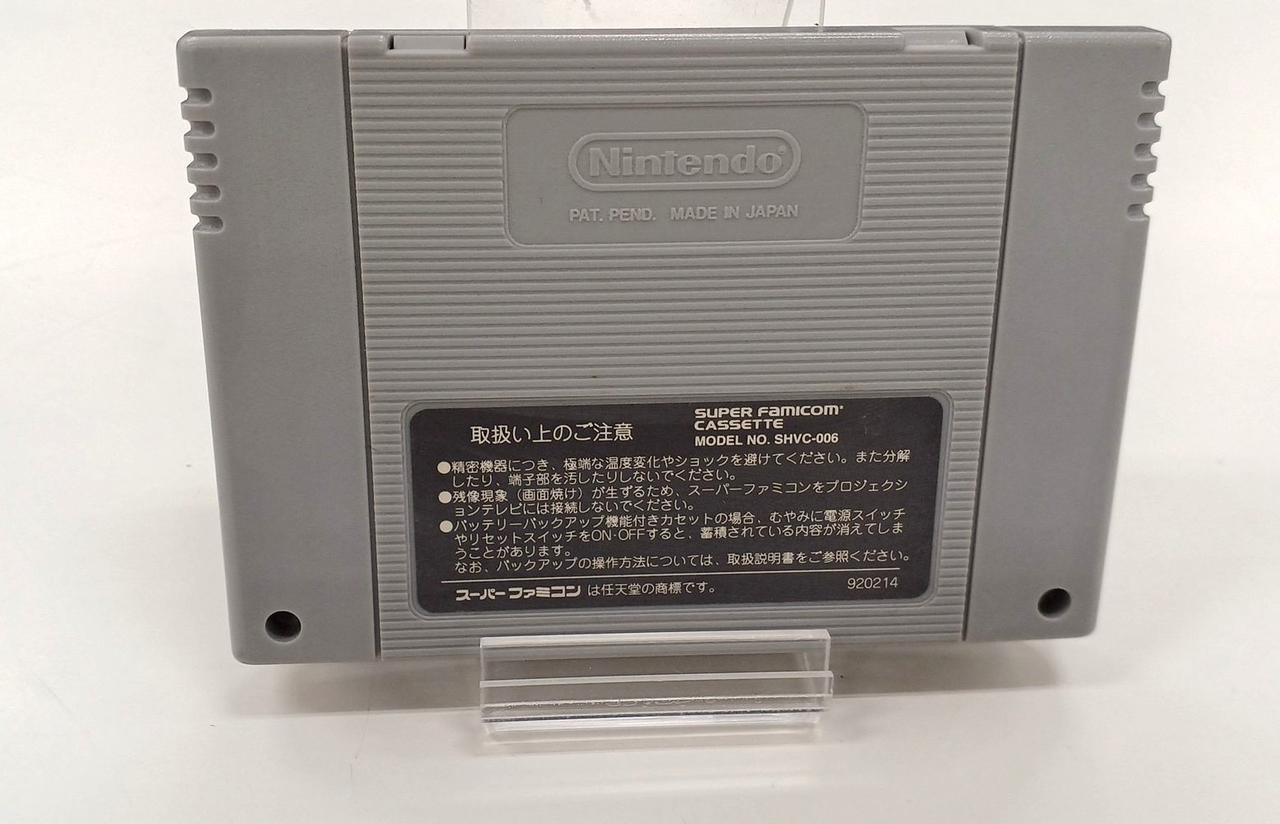 Nintendo®
PAT. PEND. MADE IN JAPAN
取扱い上のご注意
SUPER FAMICOM®
CASSETTE
MODEL NO. SHVC-006
●精密機器につき、極端な温度変化やショックを避けてください。また分解
したり、端子部を汚したりしないでください。
●残像現象（画面焼け）が生ずるため、スーパーファミコンをプロジェクシ
ョンテレビには接続しないでください。
●バッテリーバックアップ機能付きカセットの場合、むやみに電源スイッチ
やリセットスイッチをON・OFFすると、蓄積されている内容が消えてしま
うことがあります。
なお、バックアップの操作方法については、取扱説明書をご参照ください。
スーパーファミコンは任天堂の商標です。
920214